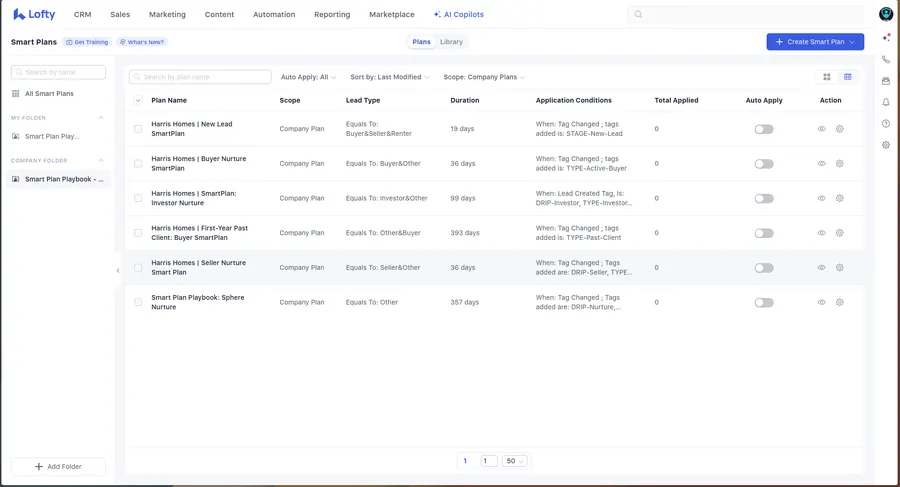 Lofty
CRM Sales Marketing Content Automation Reporting Marketplace AI Copilots
Smart Plans Get Training What's New? Plans Library + Create Smart Plan
Search by name
All Smart Plans
MY FOLDER
Smart Plan Play...
COMPANY FOLDER
Smart Plan Playbook - ...
Add Folder
Search by plan name Auto Apply: All Sort by: Last Modified Scope: Company Plans
Plan Name Scope Lead Type Duration Application Conditions Total Applied Auto Apply Action
Harris Homes | New Lead
SmartPlan
Company Plan
Equals To:
Buyer&Seller&Renter
19 days
When: Tag Changed ; tags
added is: STAGE-New-Lead
0
Harris Homes | Buyer Nurture
SmartPlan
Company Plan
Equals To: Buyer&Other
36 days
When: Tag Changed ; tags
added is: TYPE-Active-Buyer
0
Harris Homes | SmartPlan:
Investor Nurture
Company Plan
Equals To: Investor&Other
99 days
When: Lead Created Tag, Is:
DRIP-Investor, TYPE-Investor...
0
Harris Homes | First-Year Past
Client: Buyer SmartPlan
Company Plan
Equals To: Other&Buyer
393 days
When: Tag Changed ; tags
added is: TYPE-Past-Client
0
Harris Homes | Seller Nurture
Smart Plan
Company Plan
Equals To: Seller&Other
36 days
When: Tag Changed ; Tags
added are: DRIP-Seller, TYPE...
0
Smart Plan Playbook: Sphere
Nurture
Company Plan
Equals To: Other
357 days
When: Tag Changed ; Tags
added are: DRIP-Nurture,...
0
1 1 50